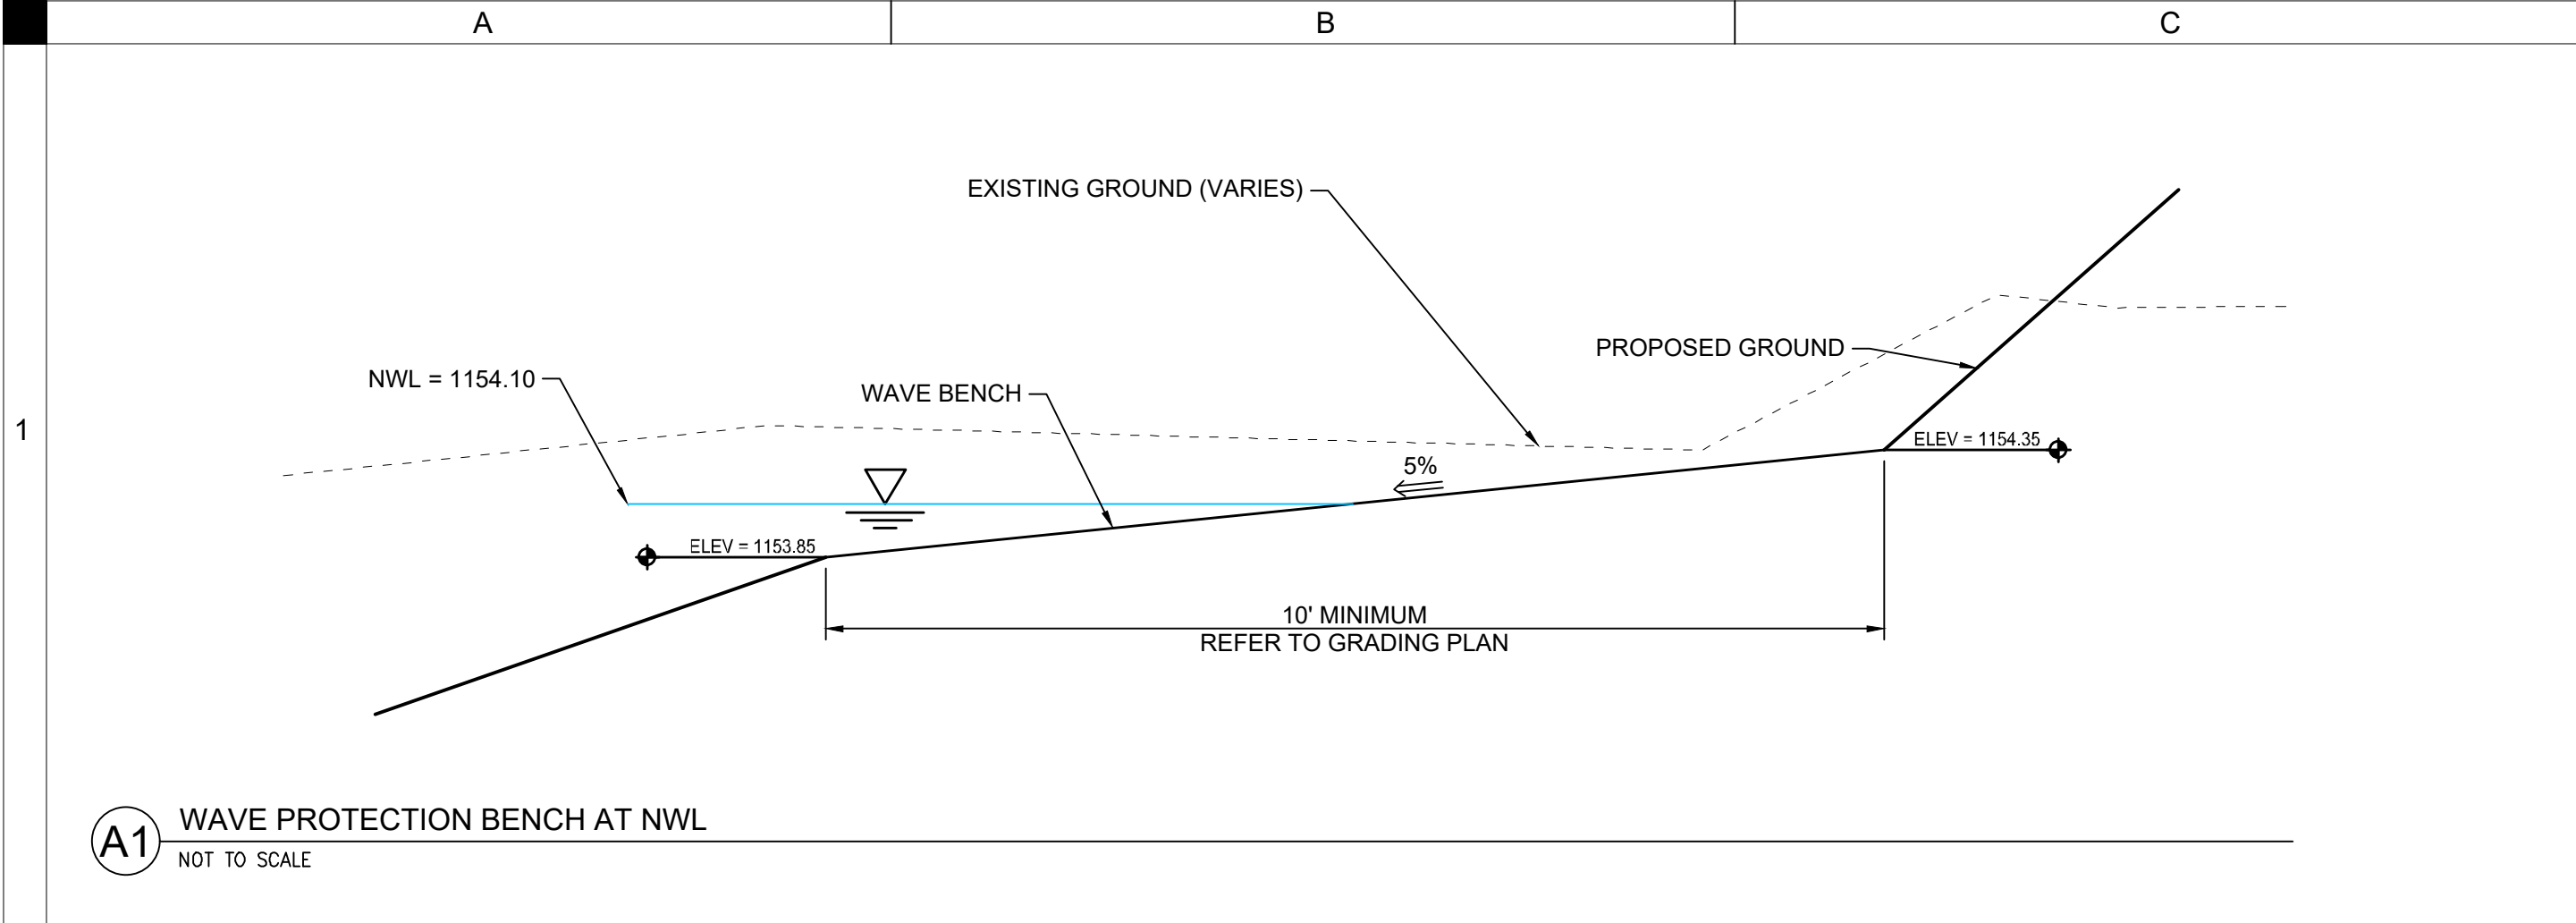 A
B
C
1
EXISTING GROUND (VARIES)
PROPOSED GROUND
NWL = 1154.10
WAVE BENCH
ELEV = 1154.35
5%
ELEV = 1153.85
10' MINIMUM
REFER TO GRADING PLAN
A1
WAVE PROTECTION BENCH AT NWL
NOT TO SCALE